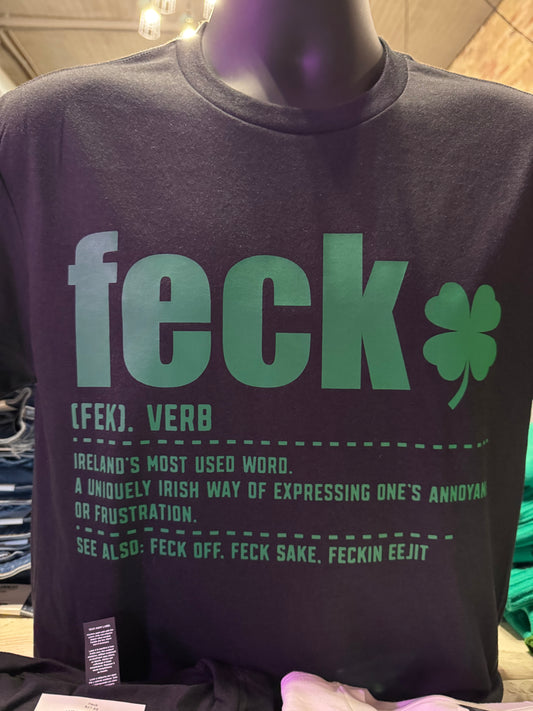 feck
(FEK). VERB
IRELAND'S MOST USED WORD.
A UNIQUELY IRISH WAY OF EXPRESSING ONE'S ANNOYAN
OR FRUSTRATION.
SEE ALSO: FECK OFF, FECK SAKE, FECKIN EEJIT